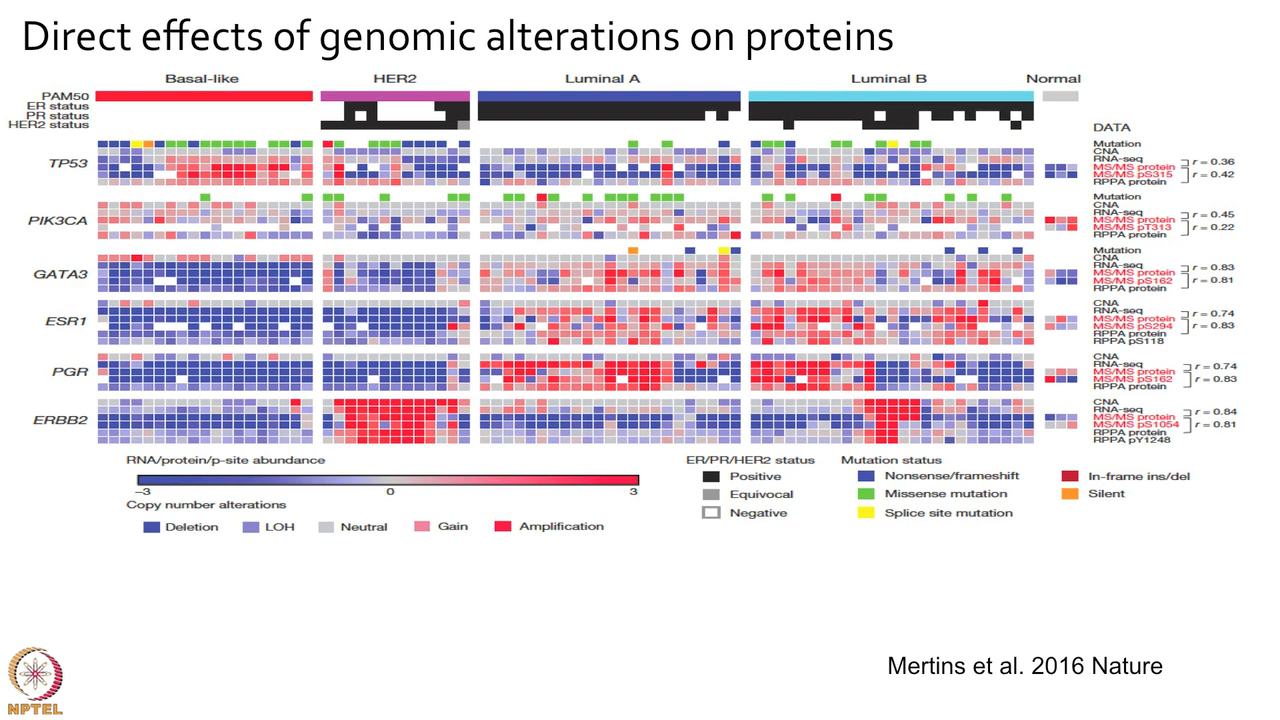 Direct effects of genomic alterations on proteins
Basal-like HER2 Luminal A Luminal B Normal
PAM50
ER status
PR status
HER2 status
DATA
TP53
Mutation
CNA
RNA-seq
MS/MS protein
MS/MS pS315
RPPA protein
r = 0.36
r = 0.42
PIK3CA
Mutation
CNA
RNA-seq
MS/MS protein
MS/MS pT313
RPPA protein
r = 0.45
r = 0.22
GATA3
Mutation
CNA
RNA-seq
MS/MS protein
MS/MS pS162
RPPA protein
r = 0.83
r = 0.81
ESR1
CNA
RNA-seq
MS/MS protein
MS/MS pS294
RPPA protein
RPPA pS118
r = 0.74
r = 0.83
PGR
CNA
RNA-seq
MS/MS protein
MS/MS pS162
RPPA protein
r = 0.74
r = 0.83
ERBB2
CNA
RNA-seq
MS/MS protein
MS/MS pS1054
RPPA protein
RPPA pY1248
r = 0.84
r = 0.81
RNA/protein/p-site abundance
–3 0 3
Copy number alterations
Deletion LOH Neutral Gain Amplification
ER/PR/HER2 status
Positive
Equivocal
Negative
Mutation status
Nonsense/frameshift
Missense mutation
Splice site mutation
In-frame ins/del
Silent
Mertins et al. 2016 Nature
NPTEL